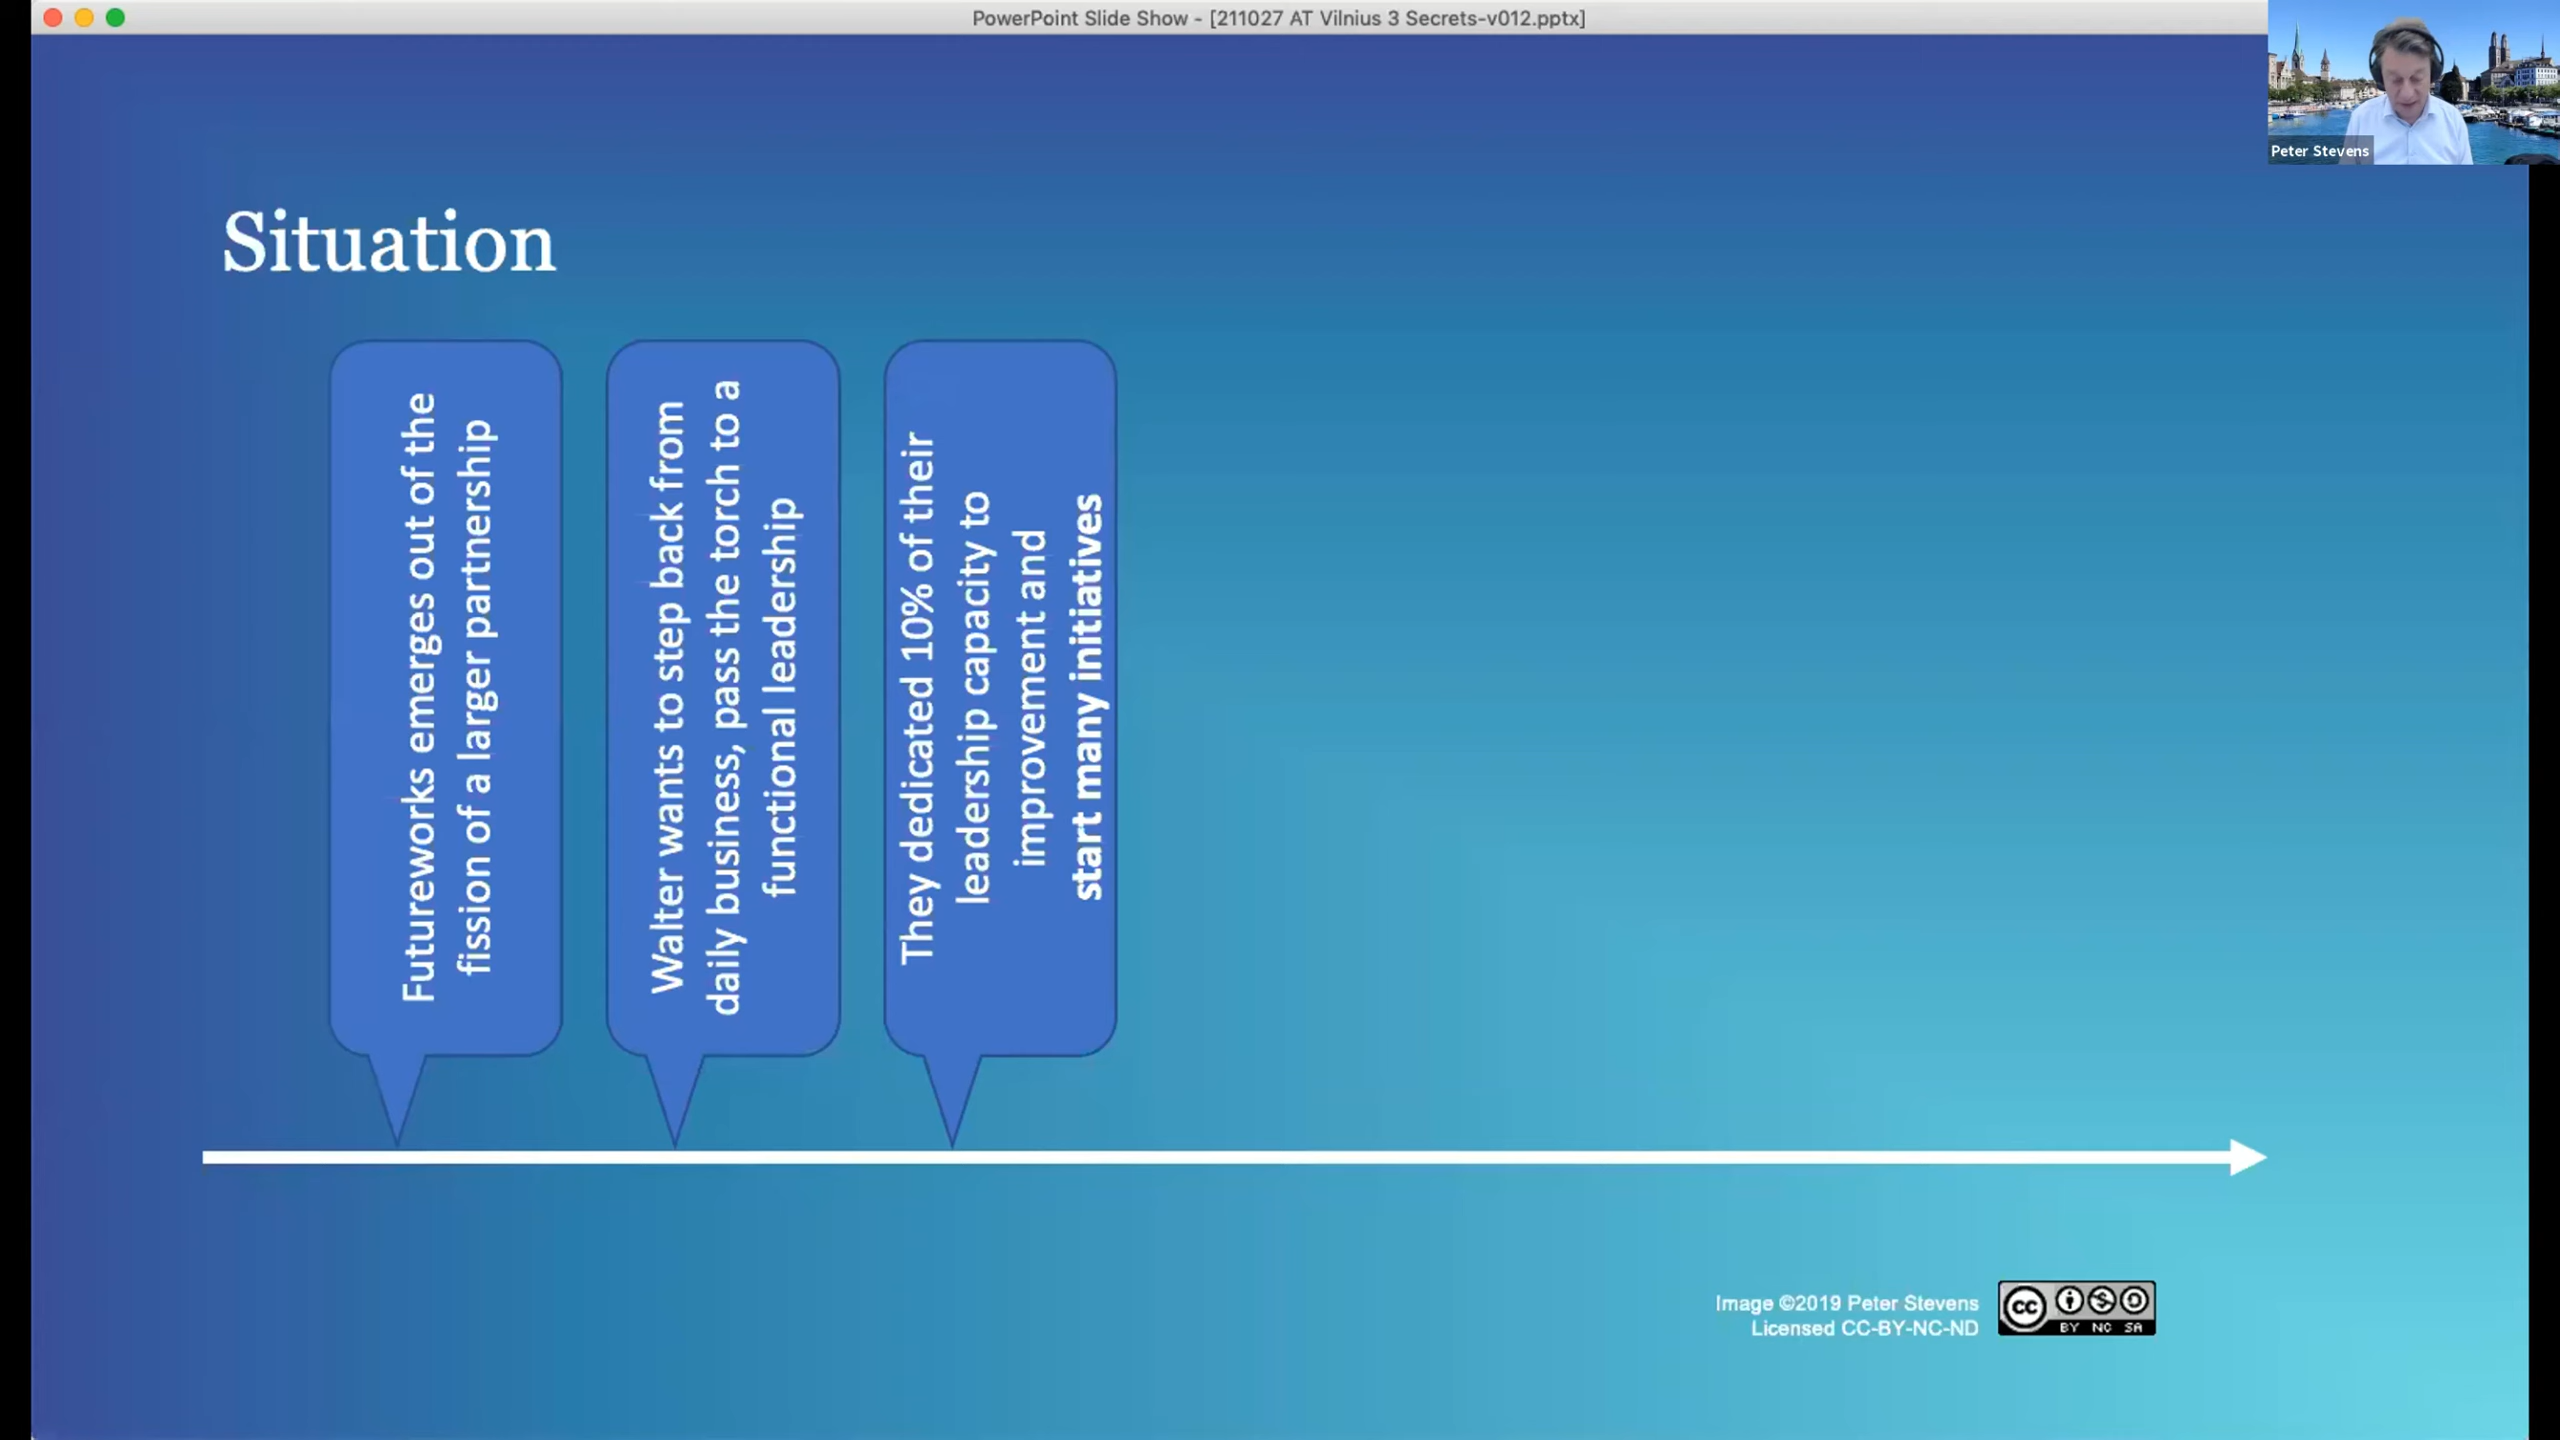 PowerPoint Slide Show - [211027 AT Vilnius 3 Secrets-v012.pptx]
Peter Stevens
Situation
Futureworks emerges out of the
fission of a larger partnership
Walter wants to step back from
daily business, pass the torch to a
functional leadership
They dedicated 10% of their
leadership capacity to
improvement and
start many initiatives
Image ©2019 Peter Stevens
Licensed CC-BY-NC-ND
cc
BY NC SA